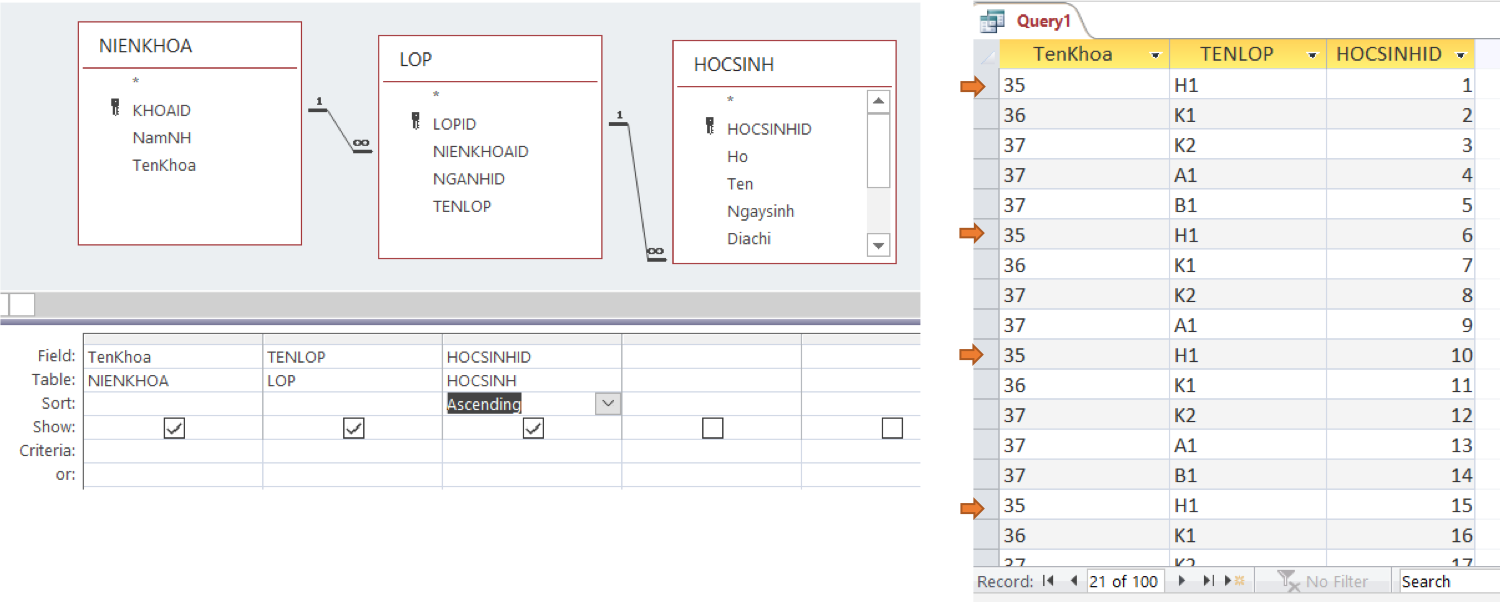 NIENKHOA
*
KHOAID
NamNH
TenKhoa
1
∞
LOP
*
LOPID
NIENKHOAID
NGANHID
TENLOP
1
∞
HOCSINH
*
HOCSINHID
Ho
Ten
Ngaysinh
Diachi
Field: TenKhoa TENLOP HOCSINHID
Table: NIENKHOA LOP HOCSINH
Sort: Ascending
Show:
Criteria:
or:
Query1
TenKhoa TENLOP HOCSINHID
35 H1 1
36 K1 2
37 K2 3
37 A1 4
37 B1 5
35 H1 6
36 K1 7
37 K2 8
37 A1 9
35 H1 10
36 K1 11
37 K2 12
37 A1 13
37 B1 14
35 H1 15
36 K1 16
37 K2 17
Record: 21 of 100 No Filter Search